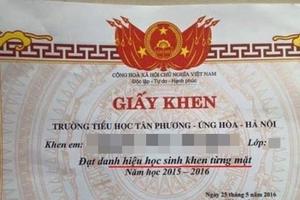 CỘNG HOÀ XÃ HỘI CHỦ NGHĨA VIỆT NAM
Độc lập - Tự do - Hạnh phúc
GIẤY KHEN
TRƯỜNG TIỂU HỌC TÂN PHƯƠNG - ỨNG HÒA - HÀ NỘI
Khen em: Lớp:
Đạt danh hiệu học sinh khen từng mặt
Năm học 2015 – 2016
Ngày 25 tháng 5 năm 2016